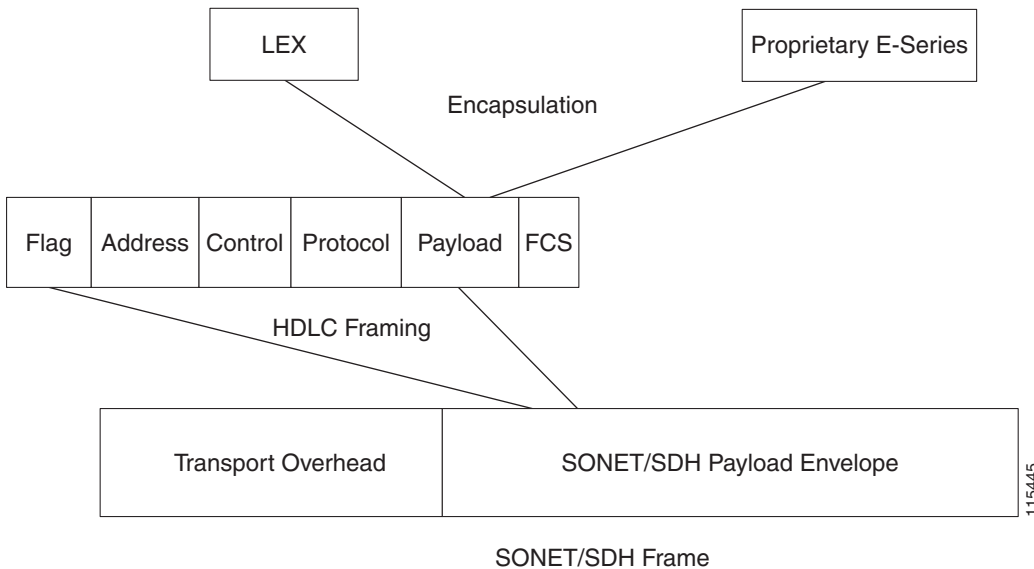 LEX
Proprietary E-Series
Encapsulation
Flag
Address
Control
Protocol
Payload
FCS
HDLC Framing
Transport Overhead
SONET/SDH Payload Envelope
115445
SONET/SDH Frame